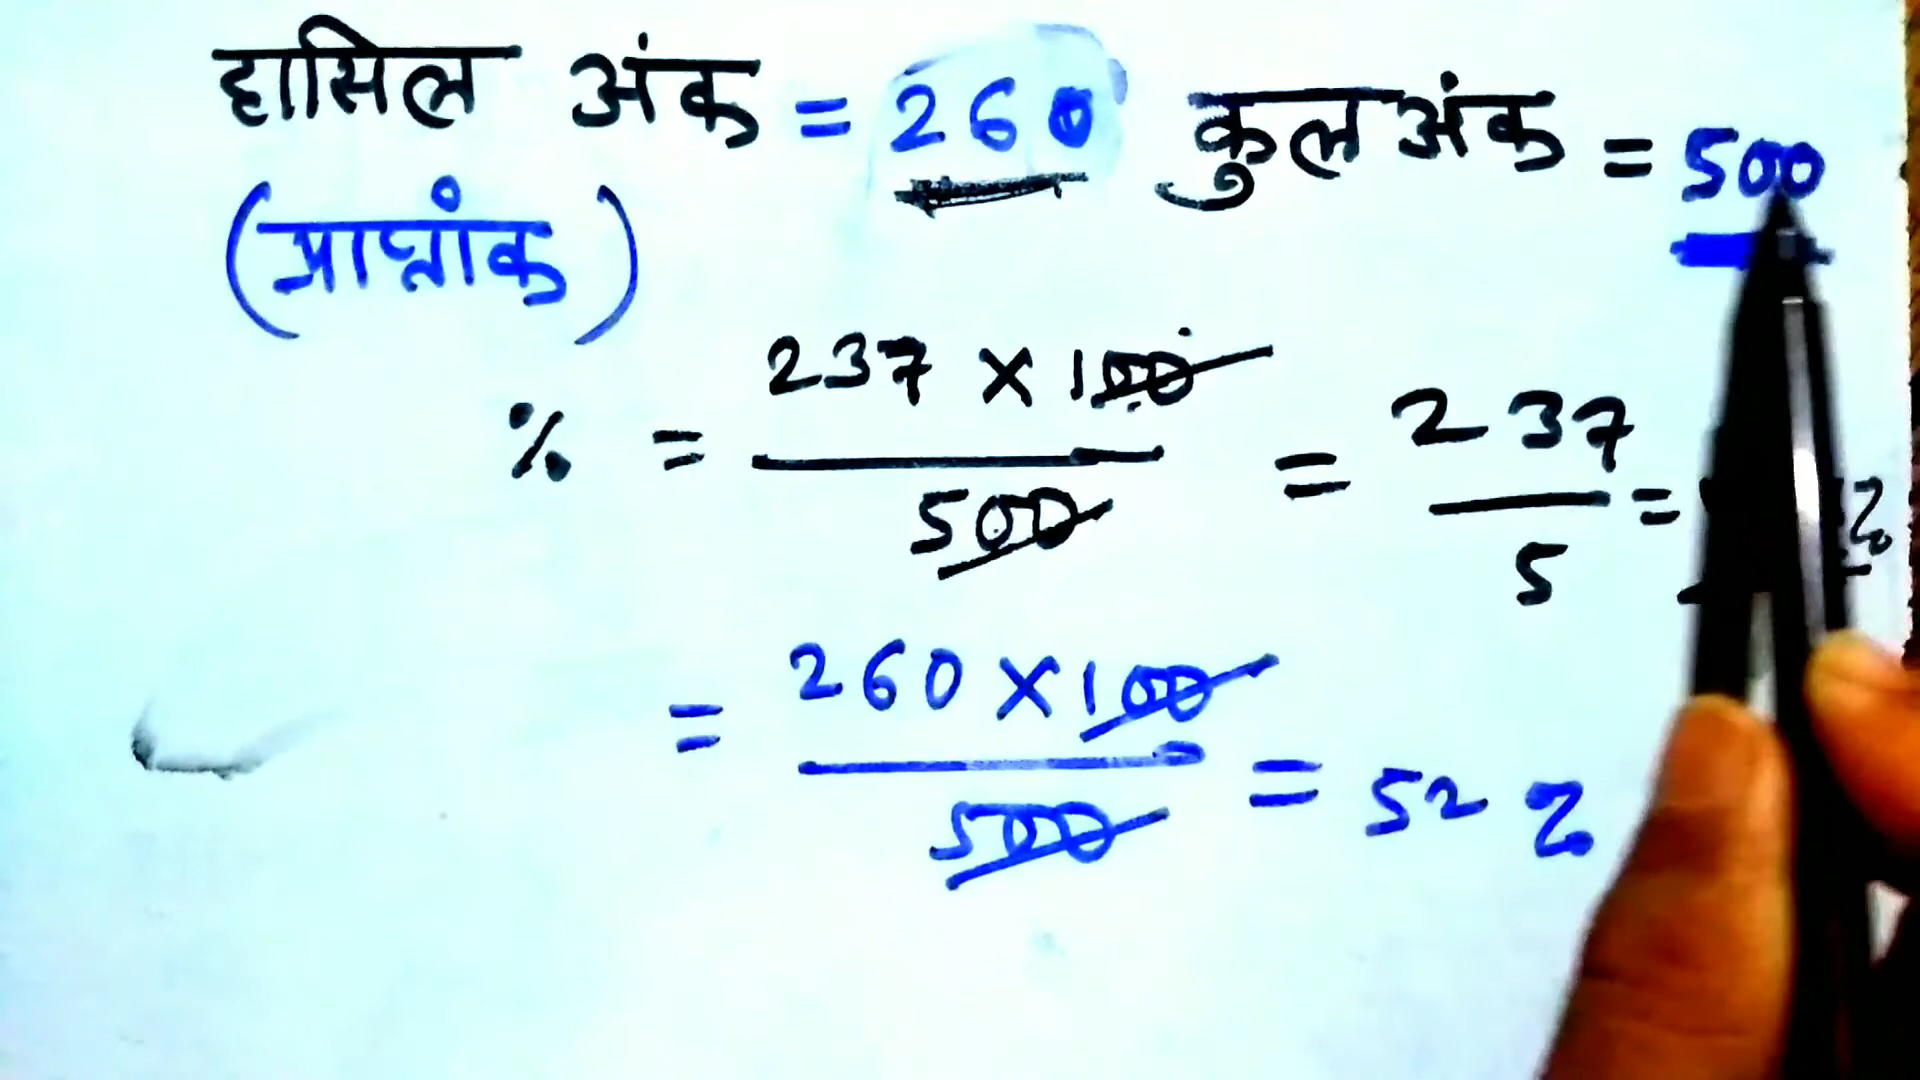 हासिल अंक = 260 कुल अंक = 500
(प्राप्तांक)
% = 237 × 100 / 500 = 237 / 5 =
= 260 × 100 / 500 = 52 %